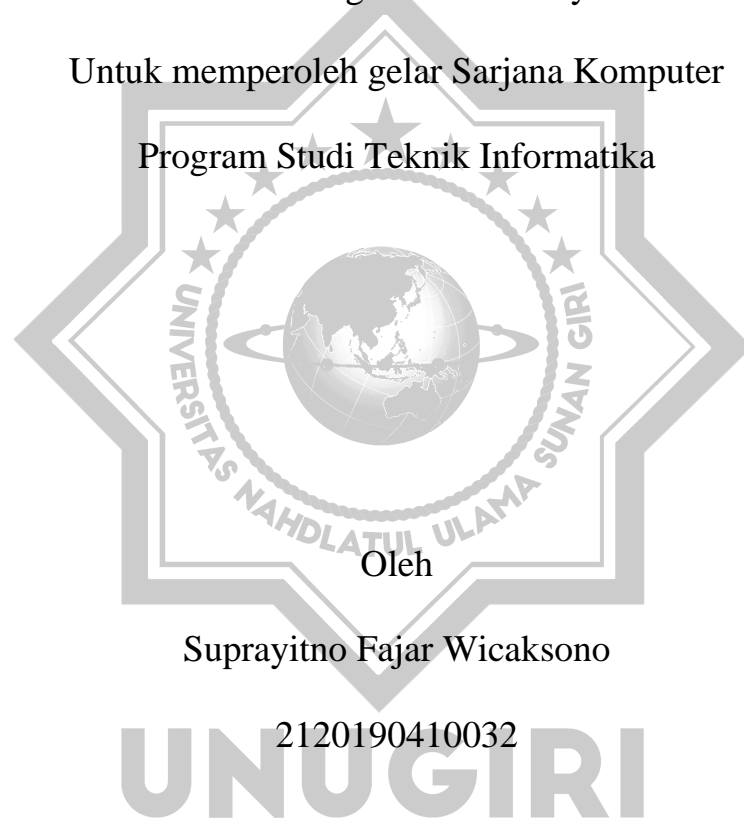 Untuk memperoleh gelar Sarjana Komputer
Program Studi Teknik Informatika
UNIVERSITAS NAHDLATUL ULAMA SUNAN GIRI
Oleh
Suprayitno Fajar Wicaksono
2120190410032
UNUGIRI